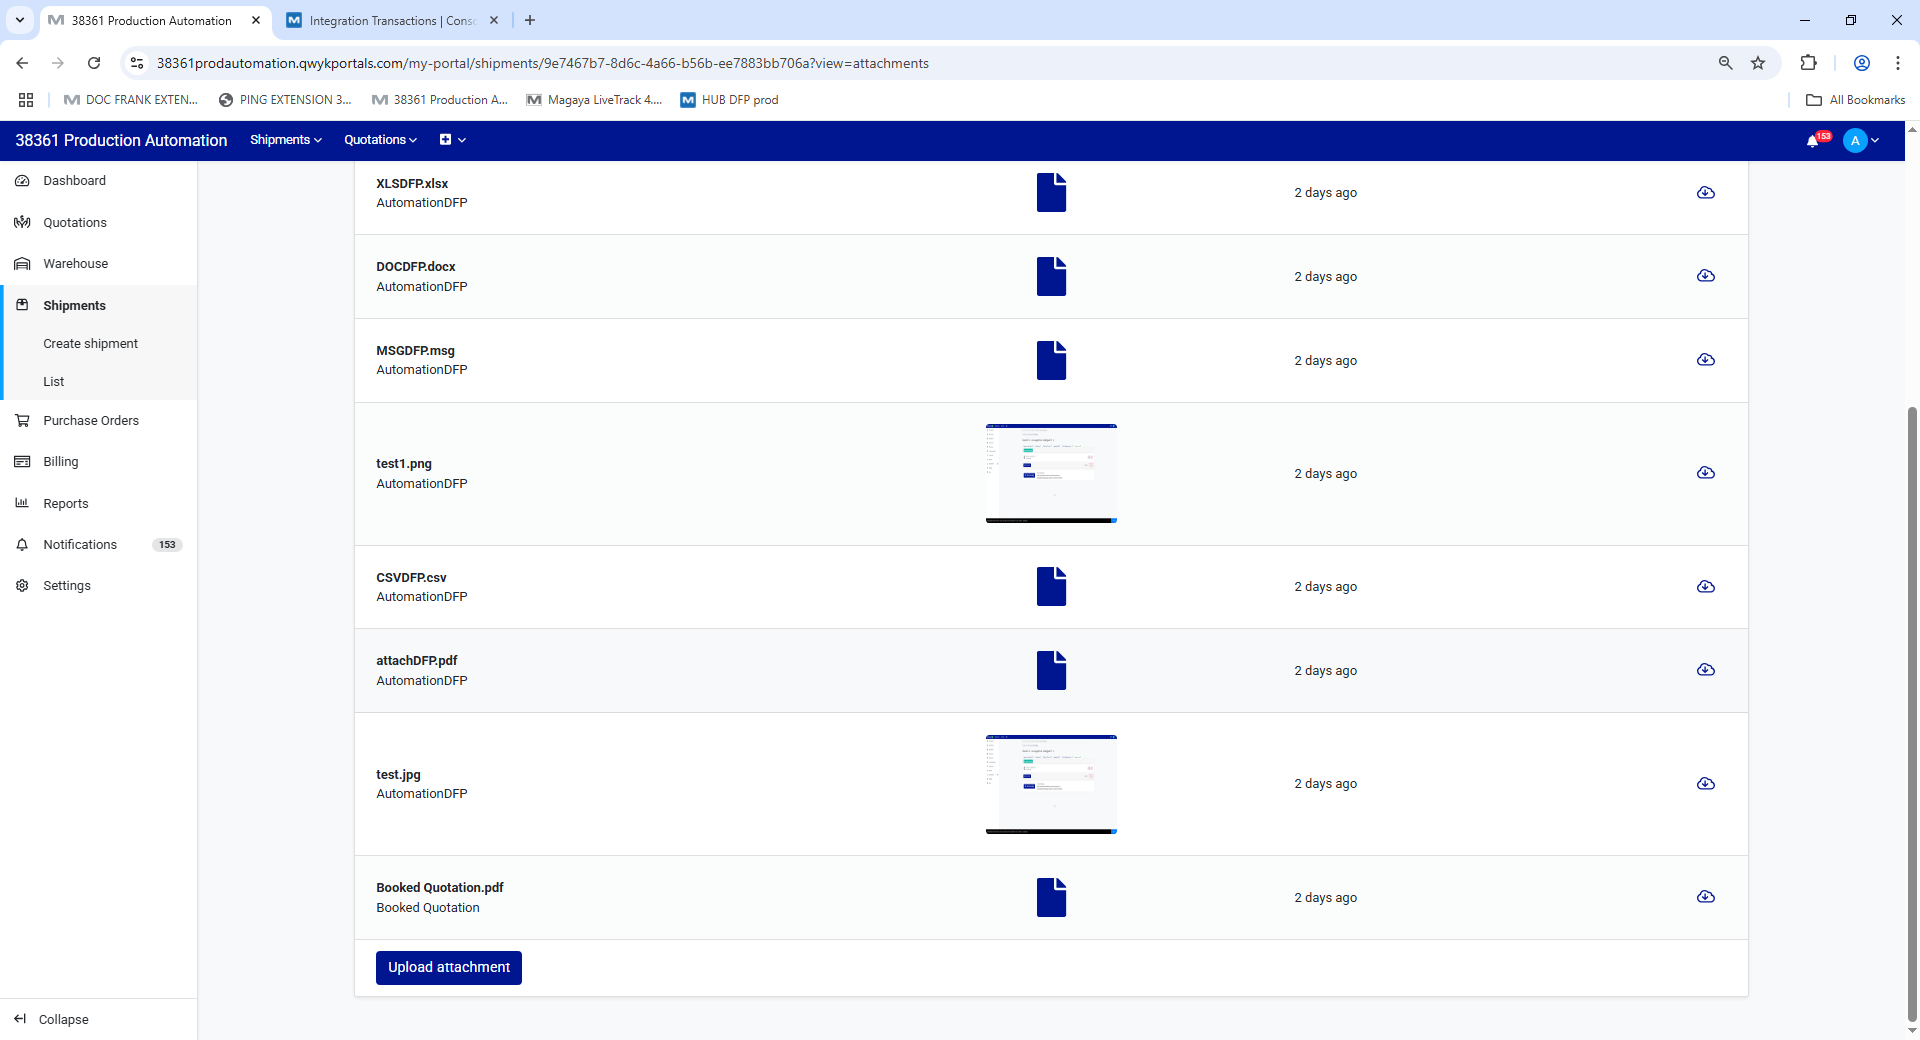 38361 Production Automation
Integration Transactions | Conso
38361prodautomation.qwykportals.com/my-portal/shipments/9e7467b7-8d6c-4a66-b56b-ee7883bb706a?view=attachments
DOC FRANK EXTEN...
PING EXTENSION 3...
38361 Production A...
Magaya LiveTrack 4....
HUB DFP prod
All Bookmarks
38361 Production Automation
Shipments
Quotations
153
A
Dashboard
Quotations
Warehouse
Shipments
Create shipment
List
Purchase Orders
Billing
Reports
Notifications 153
Settings
Collapse
XLSDFP.xlsx
AutomationDFP
2 days ago
DOCDFP.docx
AutomationDFP
2 days ago
MSGDFP.msg
AutomationDFP
2 days ago
test1.png
AutomationDFP
2 days ago
CSVDFP.csv
AutomationDFP
2 days ago
attachDFP.pdf
AutomationDFP
2 days ago
test.jpg
AutomationDFP
2 days ago
Booked Quotation.pdf
Booked Quotation
2 days ago
Upload attachment